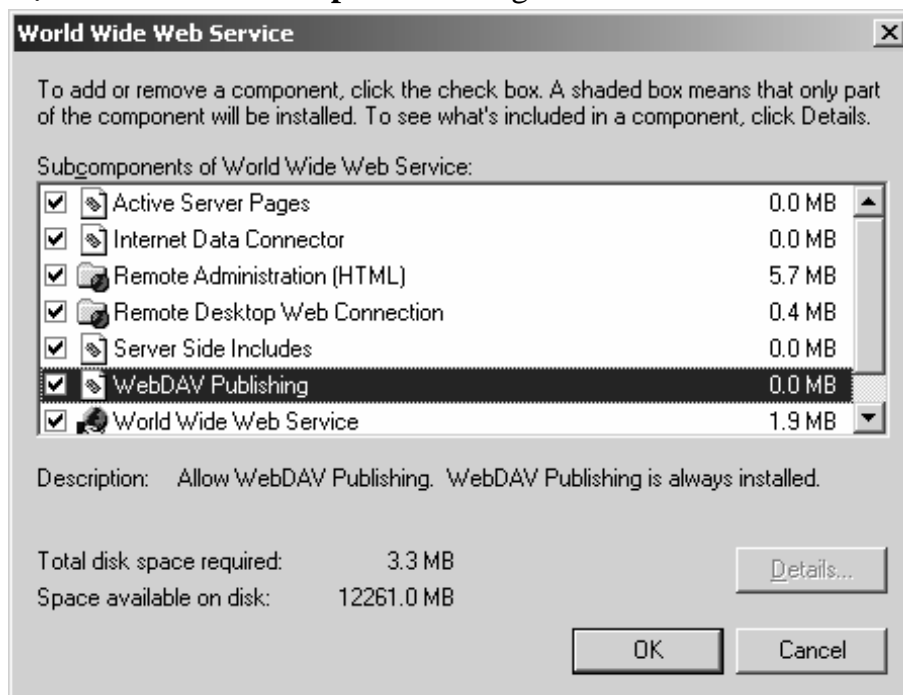 World Wide Web Service
To add or remove a component, click the check box. A shaded box means that only part
of the component will be installed. To see what's included in a component, click Details.
Subcomponents of World Wide Web Service:
Active Server Pages 0.0 MB
Internet Data Connector 0.0 MB
Remote Administration (HTML) 5.7 MB
Remote Desktop Web Connection 0.4 MB
Server Side Includes 0.0 MB
WebDAV Publishing 0.0 MB
World Wide Web Service 1.9 MB
Description: Allow WebDAV Publishing. WebDAV Publishing is always installed.
Total disk space required: 3.3 MB
Details...
Space available on disk: 12261.0 MB
OK Cancel